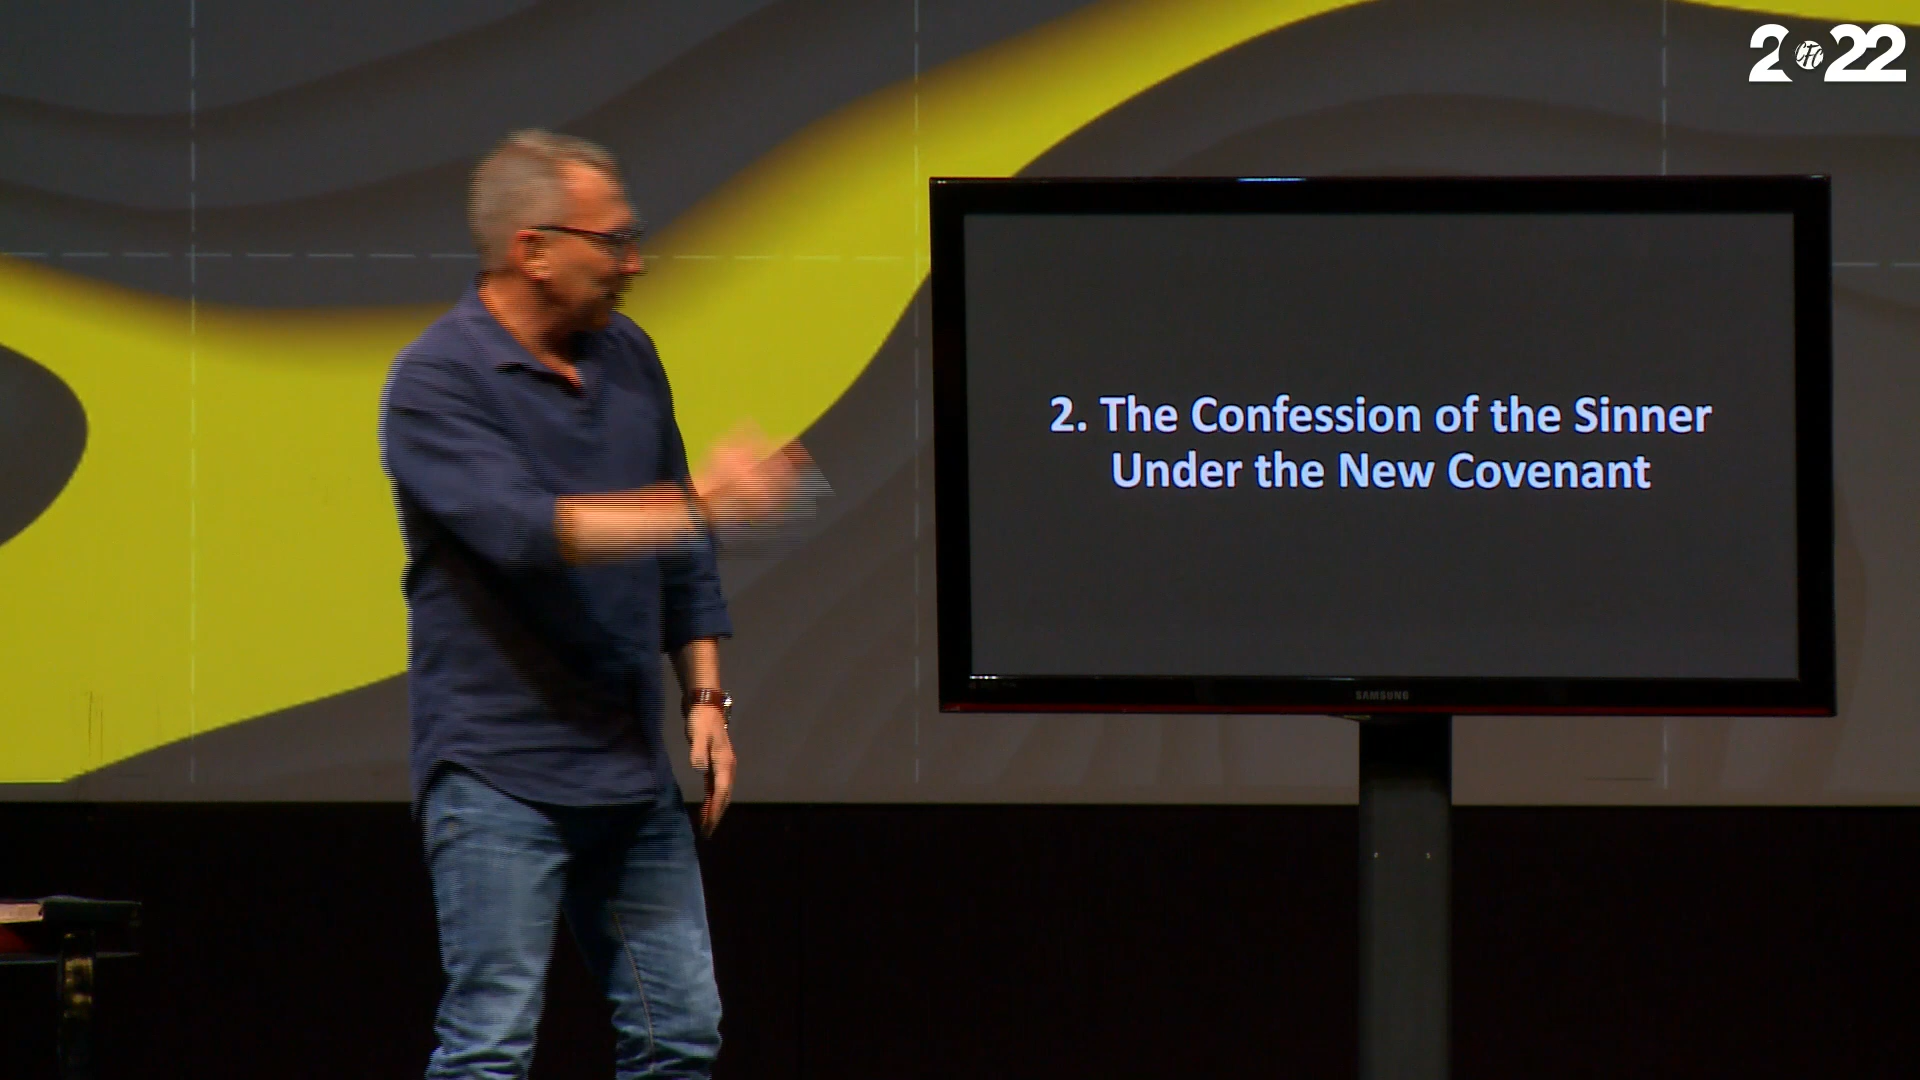 2022
2. The Confession of the Sinner
Under the New Covenant
SAMSUNG